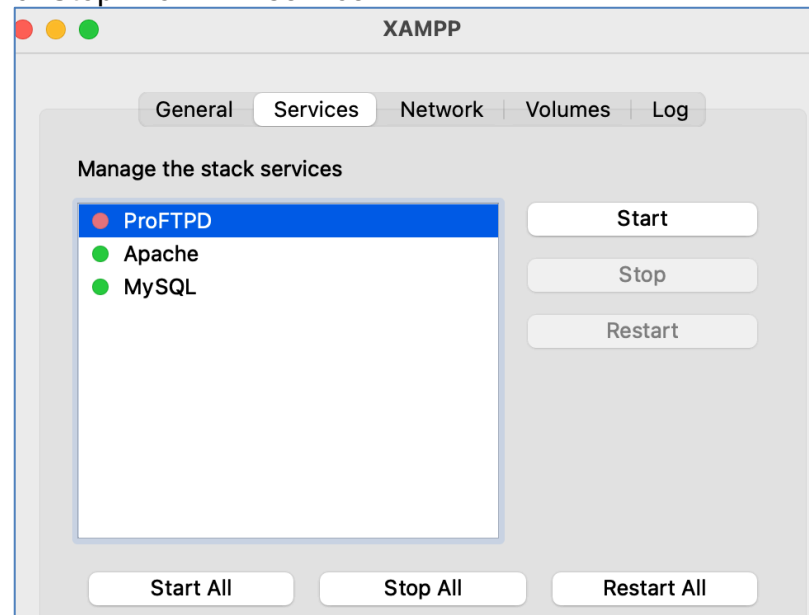 XAMPP
General Services Network Volumes Log
Manage the stack services
ProFTPD
Start
Apache
MySQL
Stop
Restart
Start All Stop All Restart All